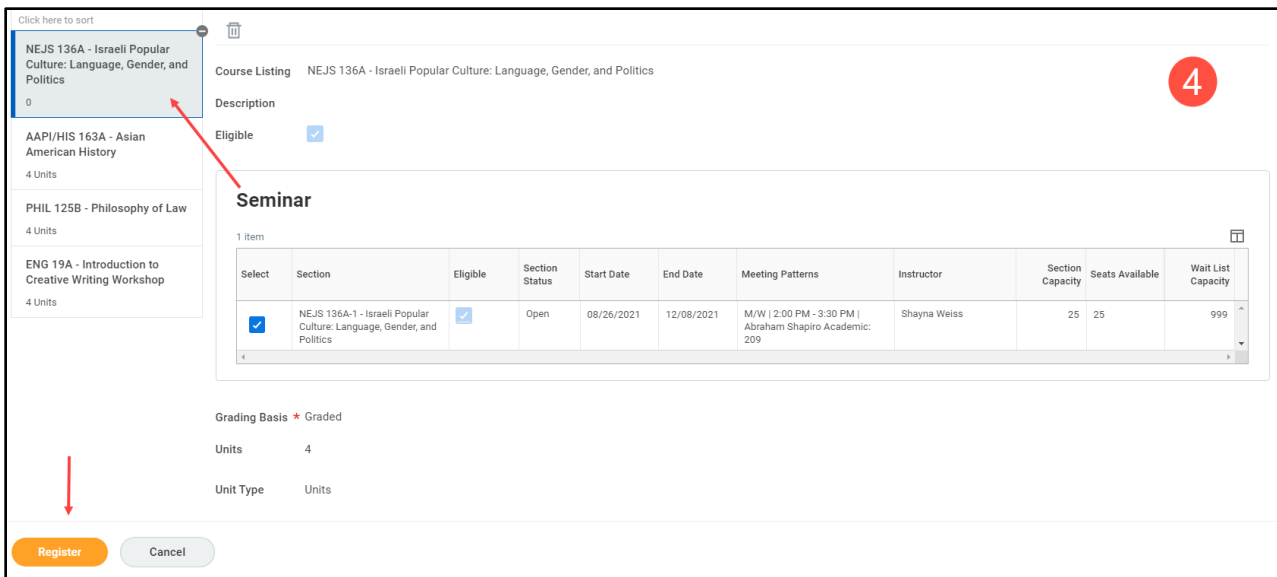 Click here to sort
NEJS 136A - Israeli Popular
Culture: Language, Gender, and
Politics
0
AAPI/HIS 163A - Asian
American History
4 Units
PHIL 125B - Philosophy of Law
4 Units
ENG 19A - Introduction to
Creative Writing Workshop
4 Units
Course Listing NEJS 136A - Israeli Popular Culture: Language, Gender, and Politics
4
Description
Eligible
Seminar
1 item
Select Section Eligible Section Status Start Date End Date Meeting Patterns Instructor Section Capacity Seats Available Wait List Capacity
NEJS 136A-1 - Israeli Popular Open 08/26/2021 12/08/2021 M/W | 2:00 PM - 3:30 PM | Shayna Weiss 25 25 999
Culture: Language, Gender, and Abraham Shapiro Academic:
Politics 209
Grading Basis * Graded
Units 4
Unit Type Units
Register Cancel